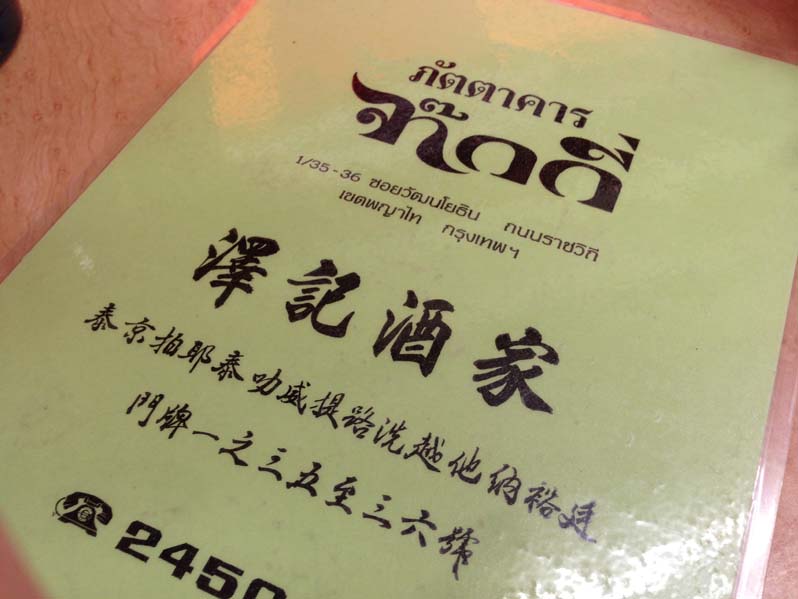 ภัตตาคาร
จ๊กดี
1/35-36 ซอยวัฒนโยธิน ถนนราชวิถี
เขตพญาไท กรุงเทพฯ
澤記酒家
泰京拍耶泰叻威提路洗越他納裕廷
門牌一之三五至三六號
2450